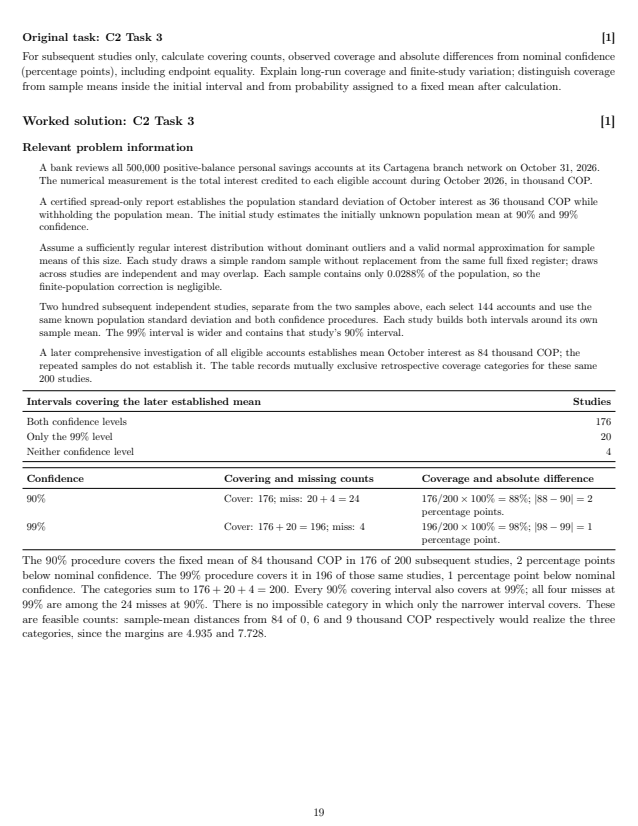 Original task: C2 Task 3 [1]
For subsequent studies only, calculate covering counts, observed coverage and absolute differences from nominal confidence
(percentage points), including endpoint equality. Explain long-run coverage and finite-study variation; distinguish coverage
from sample means inside the initial interval and from probability assigned to a fixed mean after calculation.
Worked solution: C2 Task 3 [1]
Relevant problem information
A bank reviews all 500,000 positive-balance personal savings accounts at its Cartagena branch network on October 31, 2026.
The numerical measurement is the total interest credited to each eligible account during October 2026, in thousand COP.
A certified spread-only report establishes the population standard deviation of October interest as 36 thousand COP while
withholding the population mean. The initial study estimates the initially unknown population mean at 90% and 99%
confidence.
Assume a sufficiently regular interest distribution without dominant outliers and a valid normal approximation for sample
means of this size. Each study draws a simple random sample without replacement from the same full fixed register; draws
across studies are independent and may overlap. Each sample contains only 0.0288% of the population, so the
finite-population correction is negligible.
Two hundred subsequent independent studies, separate from the two samples above, each select 144 accounts and use the
same known population standard deviation and both confidence procedures. Each study builds both intervals around its own
sample mean. The 99% interval is wider and contains that study's 90% interval.
A later comprehensive investigation of all eligible accounts establishes mean October interest as 84 thousand COP; the
repeated samples do not establish it. The table records mutually exclusive retrospective coverage categories for these same
200 studies.
Intervals covering the later established mean Studies
Both confidence levels 176
Only the 99% level 20
Neither confidence level 4
Confidence Covering and missing counts Coverage and absolute difference
90% Cover: 176; miss: 20 + 4 = 24 176/200 × 100% = 88%; |88 − 90| = 2
percentage points.
99% Cover: 176 + 20 = 196; miss: 4 196/200 × 100% = 98%; |98 − 99| = 1
percentage point.
The 90% procedure covers the fixed mean of 84 thousand COP in 176 of 200 subsequent studies, 2 percentage points
below nominal confidence. The 99% procedure covers it in 196 of those same studies, 1 percentage point below nominal
confidence. The categories sum to 176 + 20 + 4 = 200. Every 90% covering interval also covers at 99%; all four misses at
99% are among the 24 misses at 90%. There is no impossible category in which only the narrower interval covers. These
are feasible counts: sample-mean distances from 84 of 0, 6 and 9 thousand COP respectively would realize the three
categories, since the margins are 4.935 and 7.728.
19